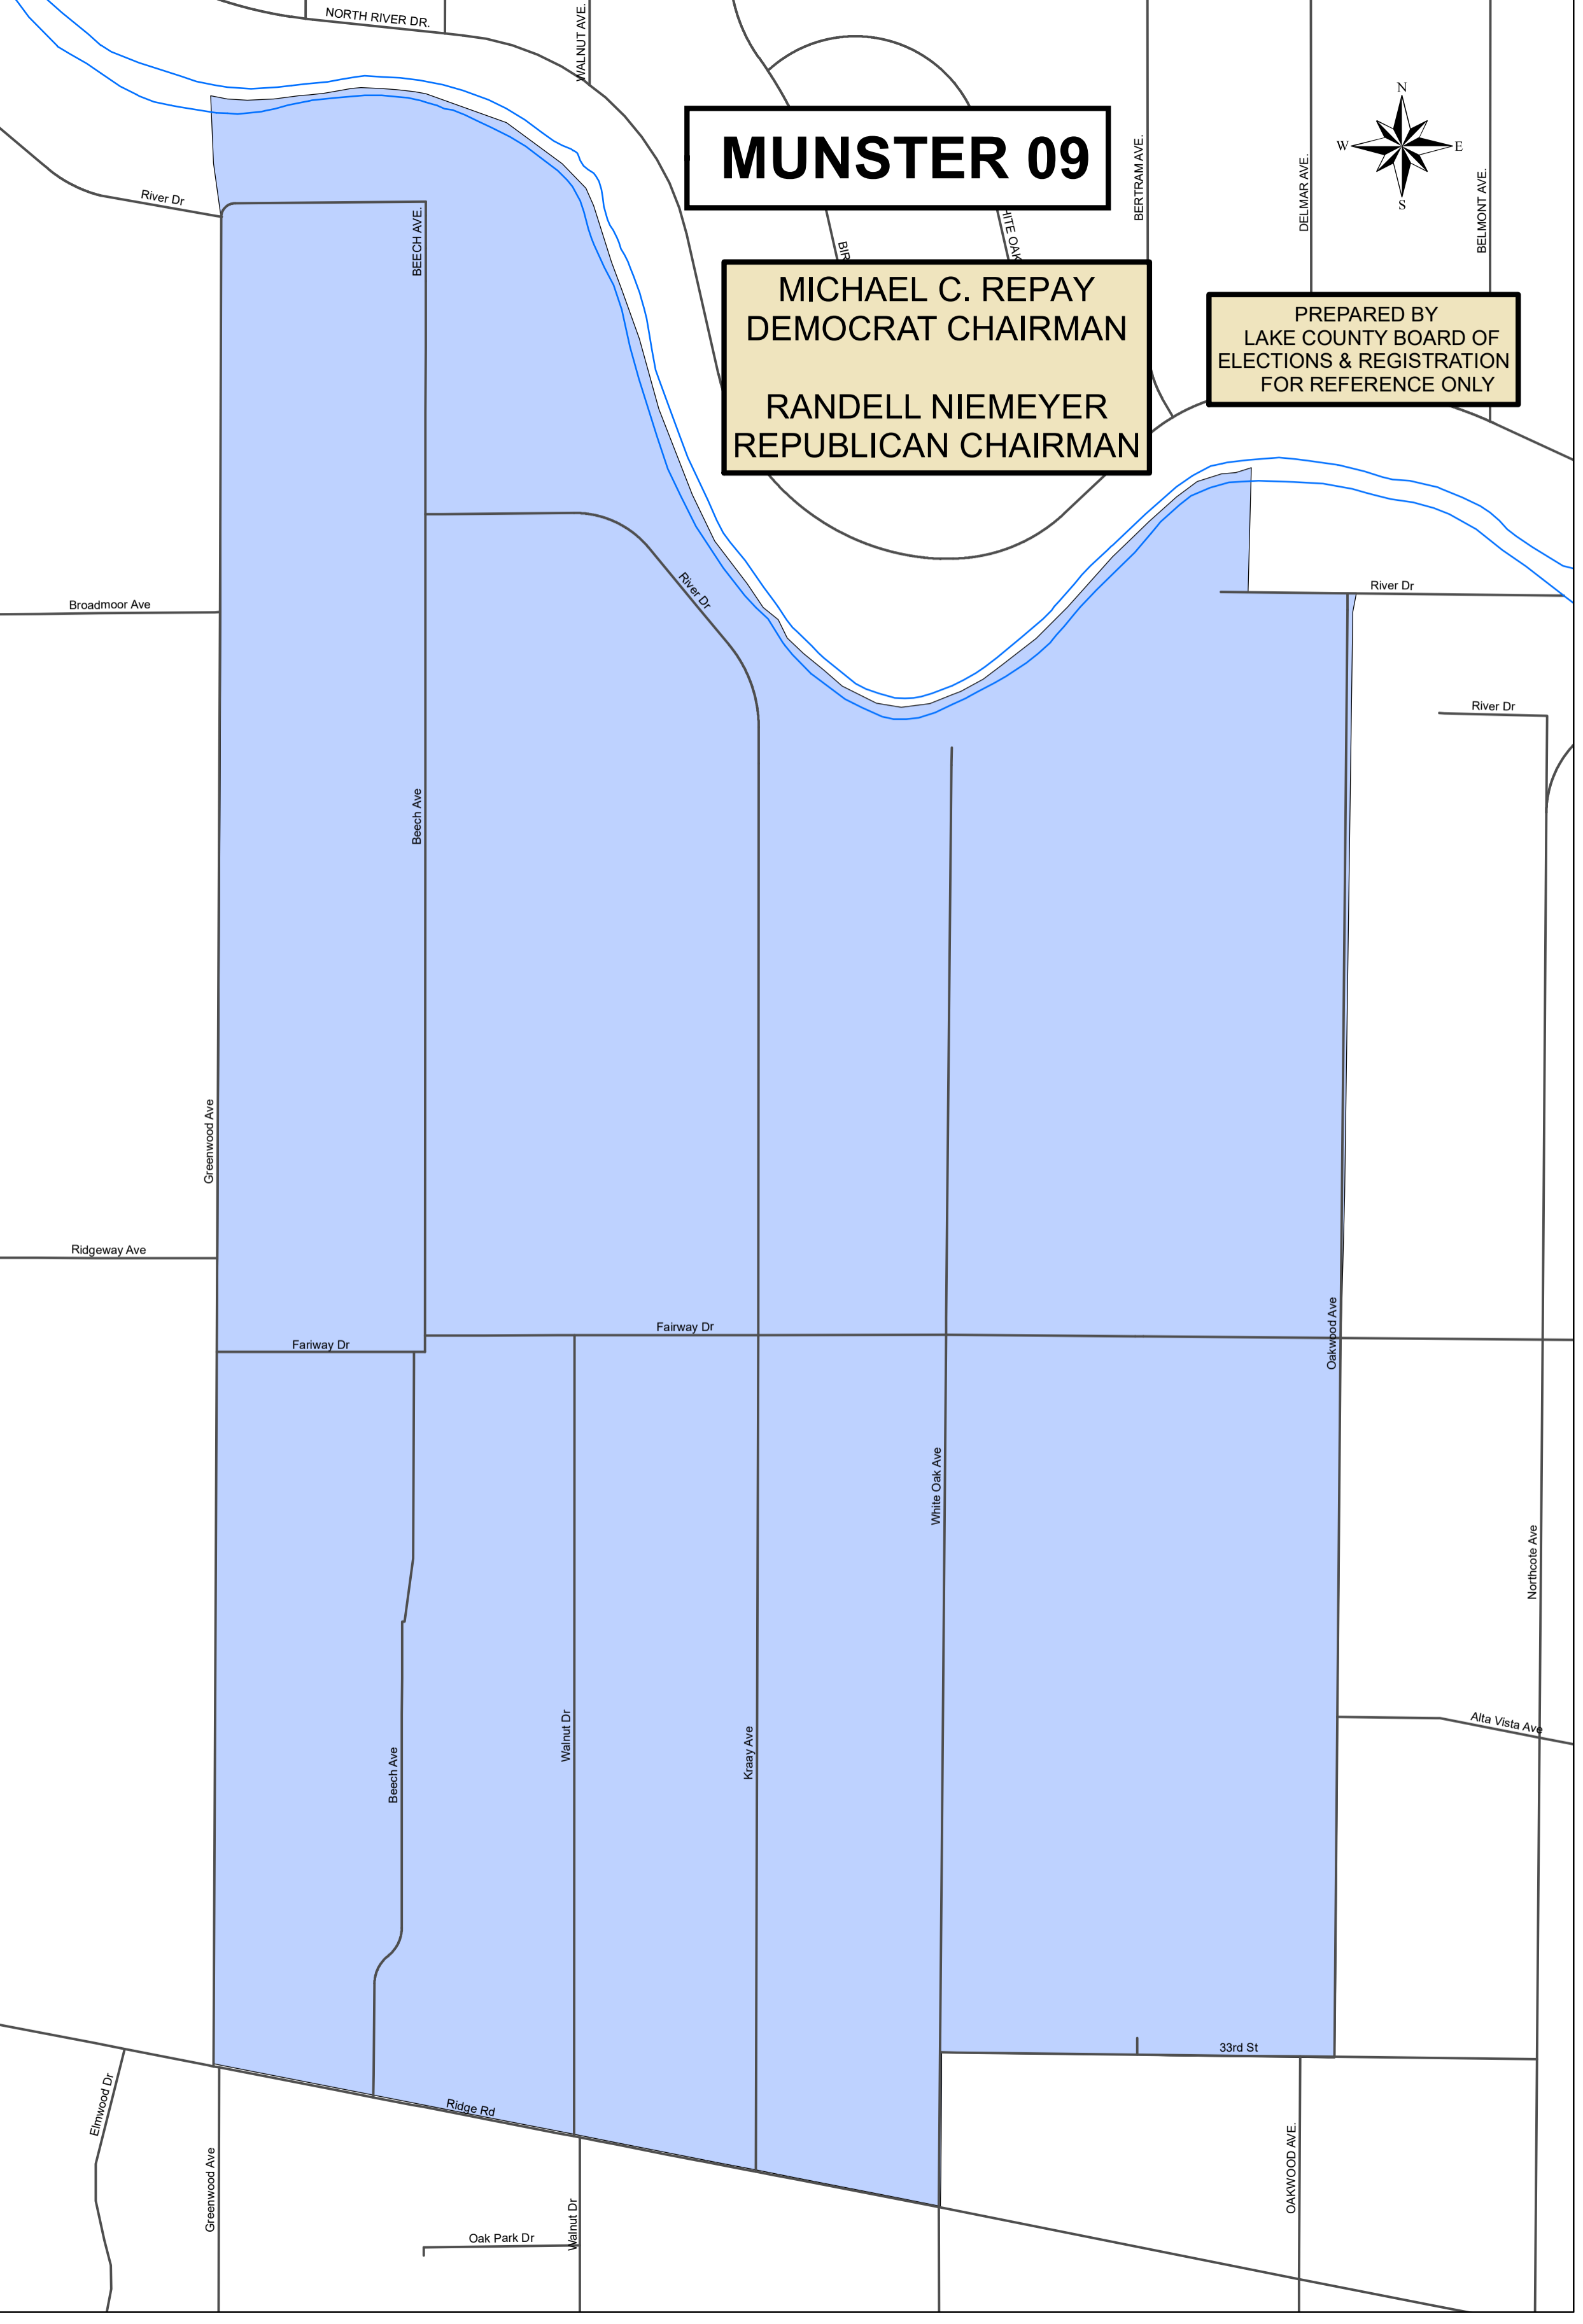 NORTH RIVER DR.
WALNUT AVE.
N
W
E
S
MUNSTER 09
BERTRAM AVE.
DELMAR AVE.
BELMONT AVE.
River Dr
BEECH AVE.
BIR
HITE OAK
MICHAEL C. REPAY
DEMOCRAT CHAIRMAN
RANDELL NIEMEYER
REPUBLICAN CHAIRMAN
PREPARED BY
LAKE COUNTY BOARD OF
ELECTIONS & REGISTRATION
FOR REFERENCE ONLY
Broadmoor Ave
River Dr
River Dr
River Dr
Beech Ave
Greenwood Ave
Ridgeway Ave
Fariway Dr
Fairway Dr
Oakwood Ave
White Oak Ave
Northcote Ave
Walnut Dr
Kraay Ave
Beech Ave
Alta Vista Ave
33rd St
Elmwood Dr
Ridge Rd
Greenwood Ave
Walnut Dr
OAKWOOD AVE.
Oak Park Dr